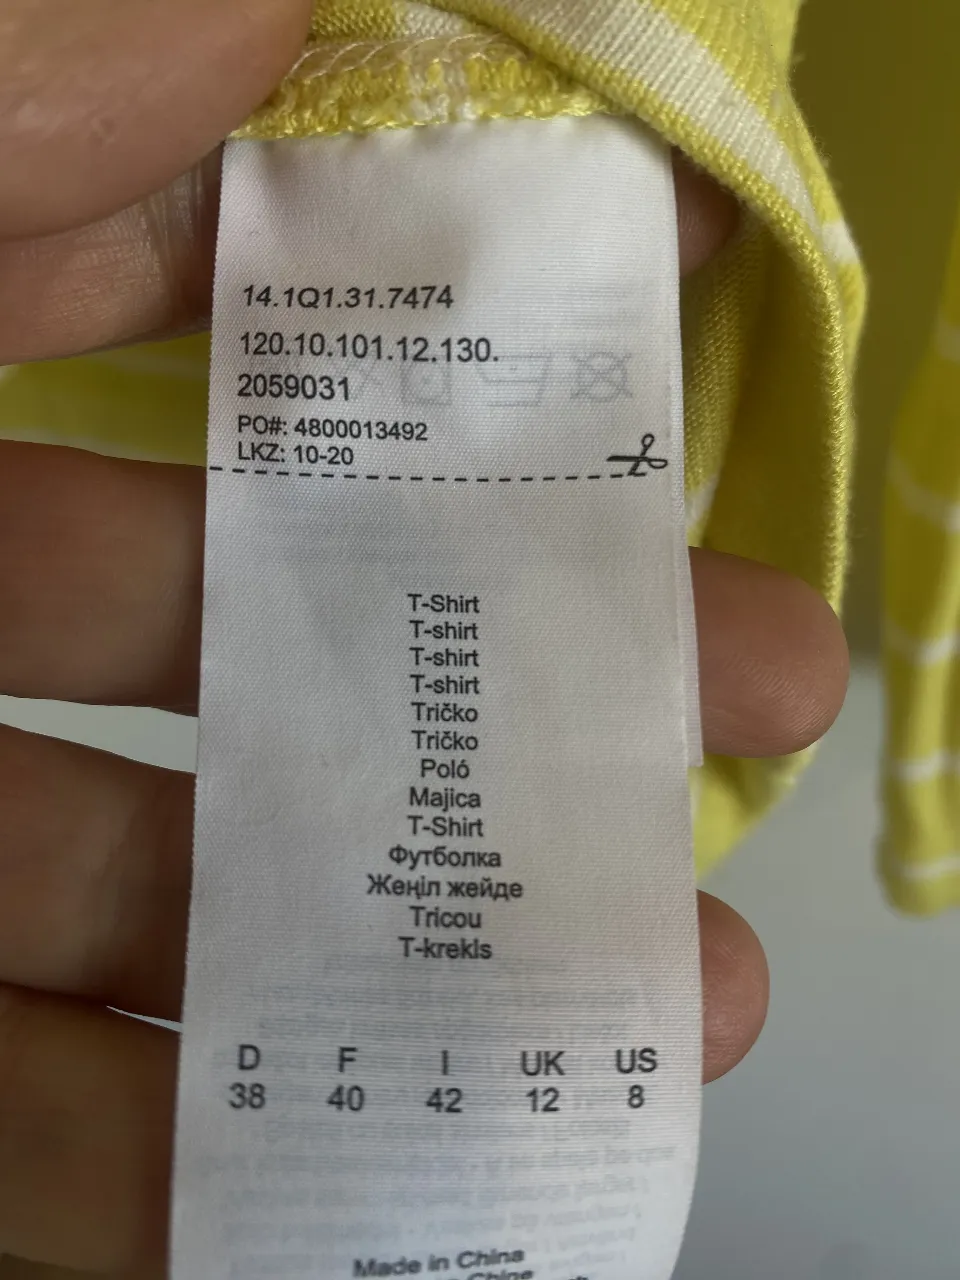 14.1Q1.31.7474
120.10.101.12.130.
2059031
PO#: 4800013492
LKZ: 10-20
T-Shirt
T-shirt
T-shirt
T-shirt
Tričko
Tričko
Poló
Majica
T-Shirt
Футболка
Жеңіл жейде
Tricou
T-krekls
D F I UK US
38 40 42 12 8
Made in China
China